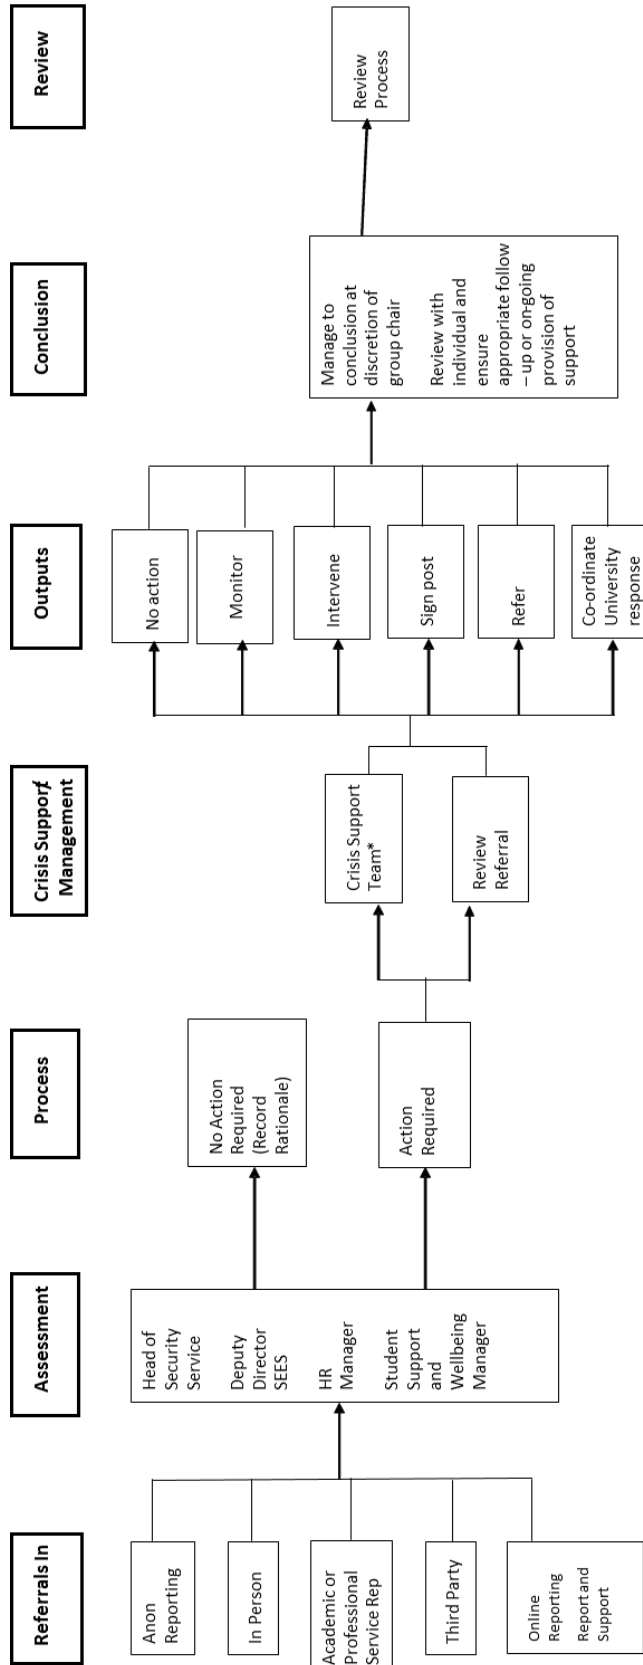 Referrals In
Assessment
Process
Crisis Support/
Management
Outputs
Conclusion
Review
Anon
Reporting
In Person
Academic or
Professional
Service Rep
Third Party
Online
Reporting
Report and
Support
Head of
Security
Service
Deputy
Director
SEES
HR
Manager
Student
Support
and
Wellbeing
Manager
No Action
Required
(Record
Rationale)
Action
Required
Crisis Support
Team*
Review
Referral
No action
Monitor
Intervene
Sign post
Refer
Co-ordinate
University
response
Manage to
conclusion at
discretion of
group chair
Review with
individual and
ensure
appropriate follow
– up or on-going
provision of
support
Review
Process